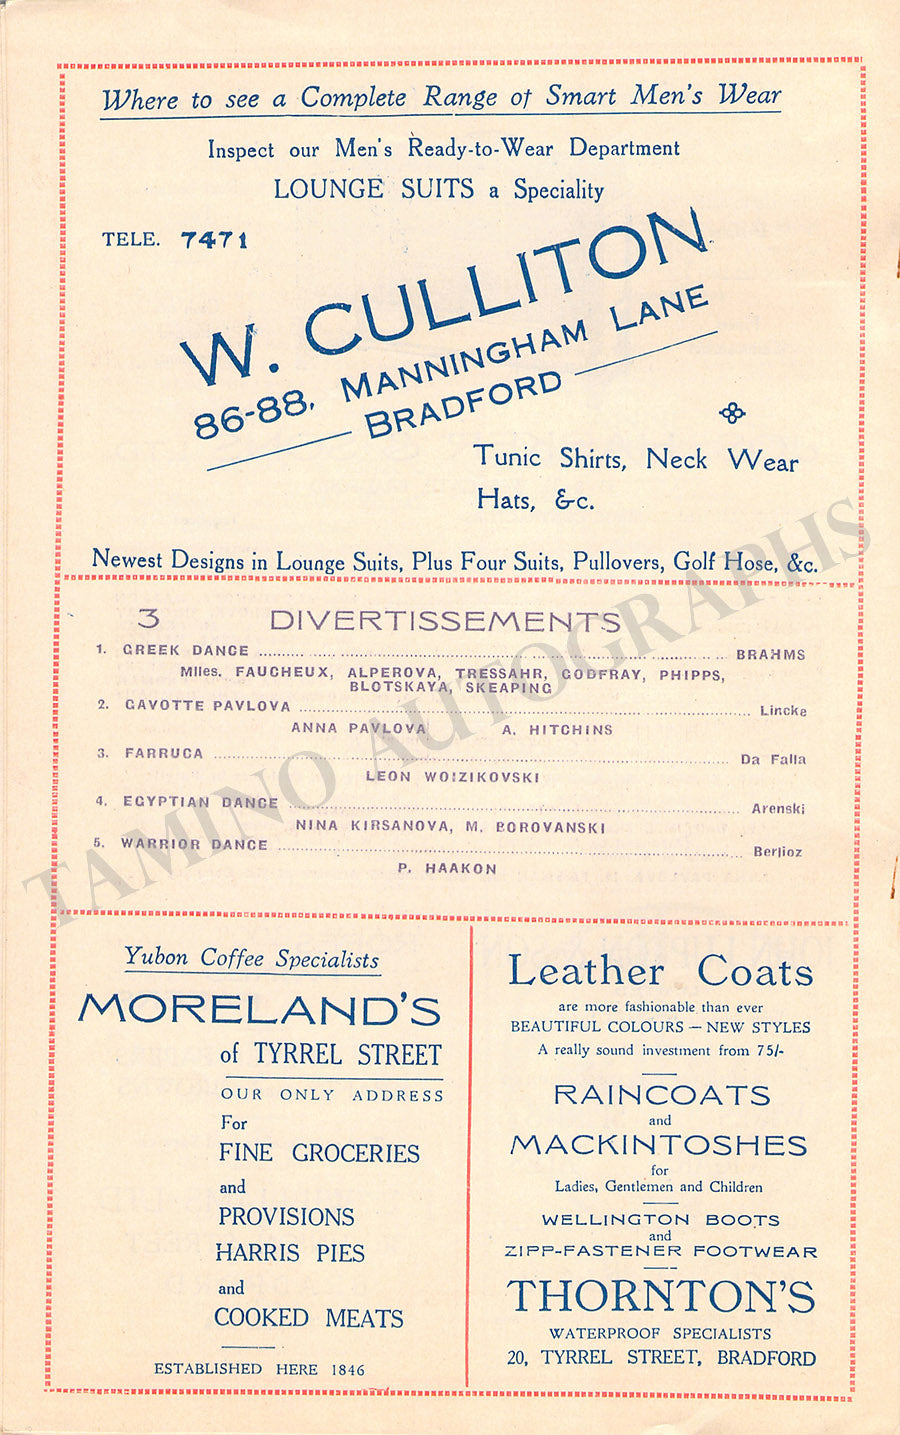 Where to see a Complete Range of Smart Men's Wear
Inspect our Men's Ready-to-Wear Department
LOUNGE SUITS a Speciality
TELE. 7471
W. CULLITON
86-88, MANNINGHAM LANE
BRADFORD
Tunic Shirts, Neck Wear
Hats, &c.
Newest Designs in Lounge Suits, Plus Four Suits, Pullovers, Golf Hose, &c.
3 DIVERTISSEMENTS
1. GREEK DANCE ... BRAHMS
Mlles. FAUCHEUX, ALPEROVA, TRESSAHR, GODFRAY, PHIPPS,
BLOTSKAYA, SKEAPING
2. GAVOTTE PAVLOVA ... Lincke
ANNA PAVLOVA A. HITCHINS
3. FARRUCA ... Da Falla
LEON WOIZIKOVSKI
4. EGYPTIAN DANCE ... Arenski
NINA KIRSANOVA, M. BOROVANSKI
5. WARRIOR DANCE ... Berlioz
P. HAAKON
TAMINO AUTOGRAPHS
Yubon Coffee Specialists
MORELAND'S
of TYRREL STREET
OUR ONLY ADDRESS
For
FINE GROCERIES
and
PROVISIONS
HARRIS PIES
and
COOKED MEATS
ESTABLISHED HERE 1846
Leather Coats
are more fashionable than ever
BEAUTIFUL COLOURS — NEW STYLES
A really sound investment from 75/-
RAINCOATS
and
MACKINTOSHES
for
Ladies, Gentlemen and Children
WELLINGTON BOOTS
and
ZIPP-FASTENER FOOTWEAR
THORNTON'S
WATERPROOF SPECIALISTS
20, TYRREL STREET, BRADFORD